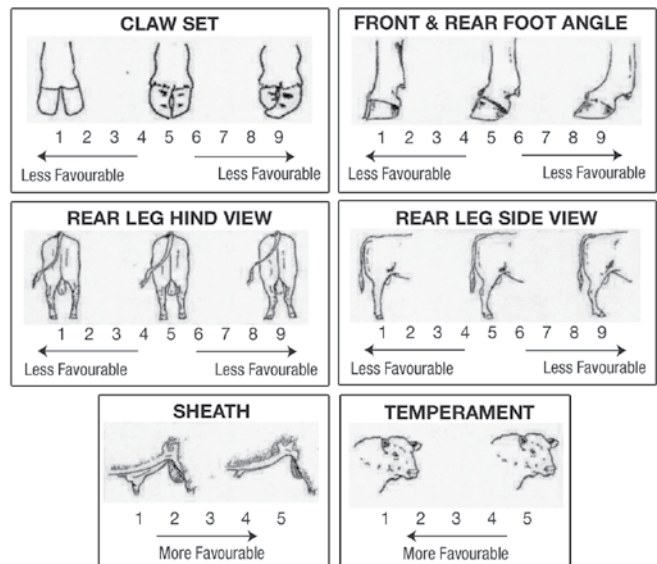 CLAW SET
1 2 3 4 5 6 7 8 9
Less Favourable Less Favourable
FRONT & REAR FOOT ANGLE
1 2 3 4 5 6 7 8 9
Less Favourable Less Favourable
REAR LEG HIND VIEW
1 2 3 4 5 6 7 8 9
Less Favourable Less Favourable
REAR LEG SIDE VIEW
1 2 3 4 5 6 7 8 9
Less Favourable Less Favourable
SHEATH
1 2 3 4 5
More Favourable
TEMPERAMENT
1 2 3 4 5
More Favourable